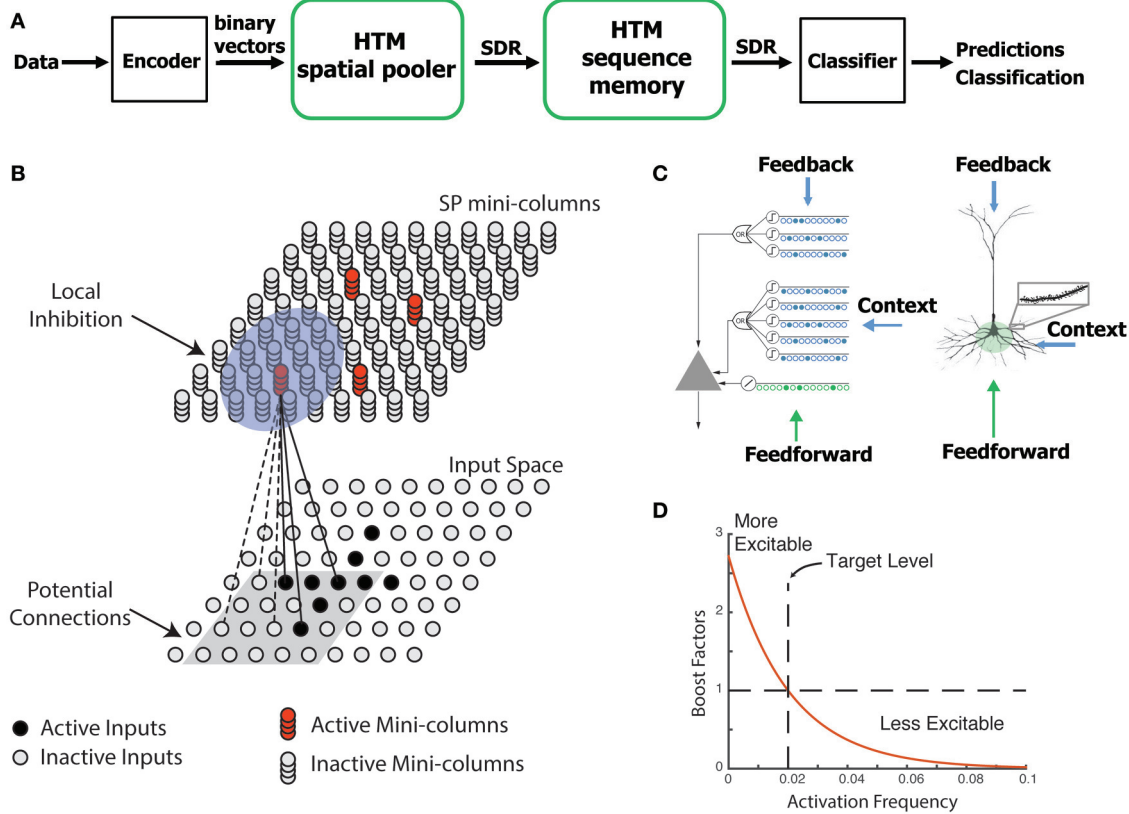 A
Data
Encoder
binary
vectors
HTM
spatial pooler
SDR
HTM
sequence
memory
SDR
Classifier
Predictions
Classification
B
SP mini-columns
Local
Inhibition
Input Space
Potential
Connections
Active Inputs
Inactive Inputs
Active Mini-columns
Inactive Mini-columns
C
Feedback
OR
Context
OR
Feedforward
Feedback
Context
Feedforward
D
More
Excitable
Target Level
Less Excitable
Boost Factors
3
2
1
0
0
0.02
0.04
0.06
0.08
0.1
Activation Frequency